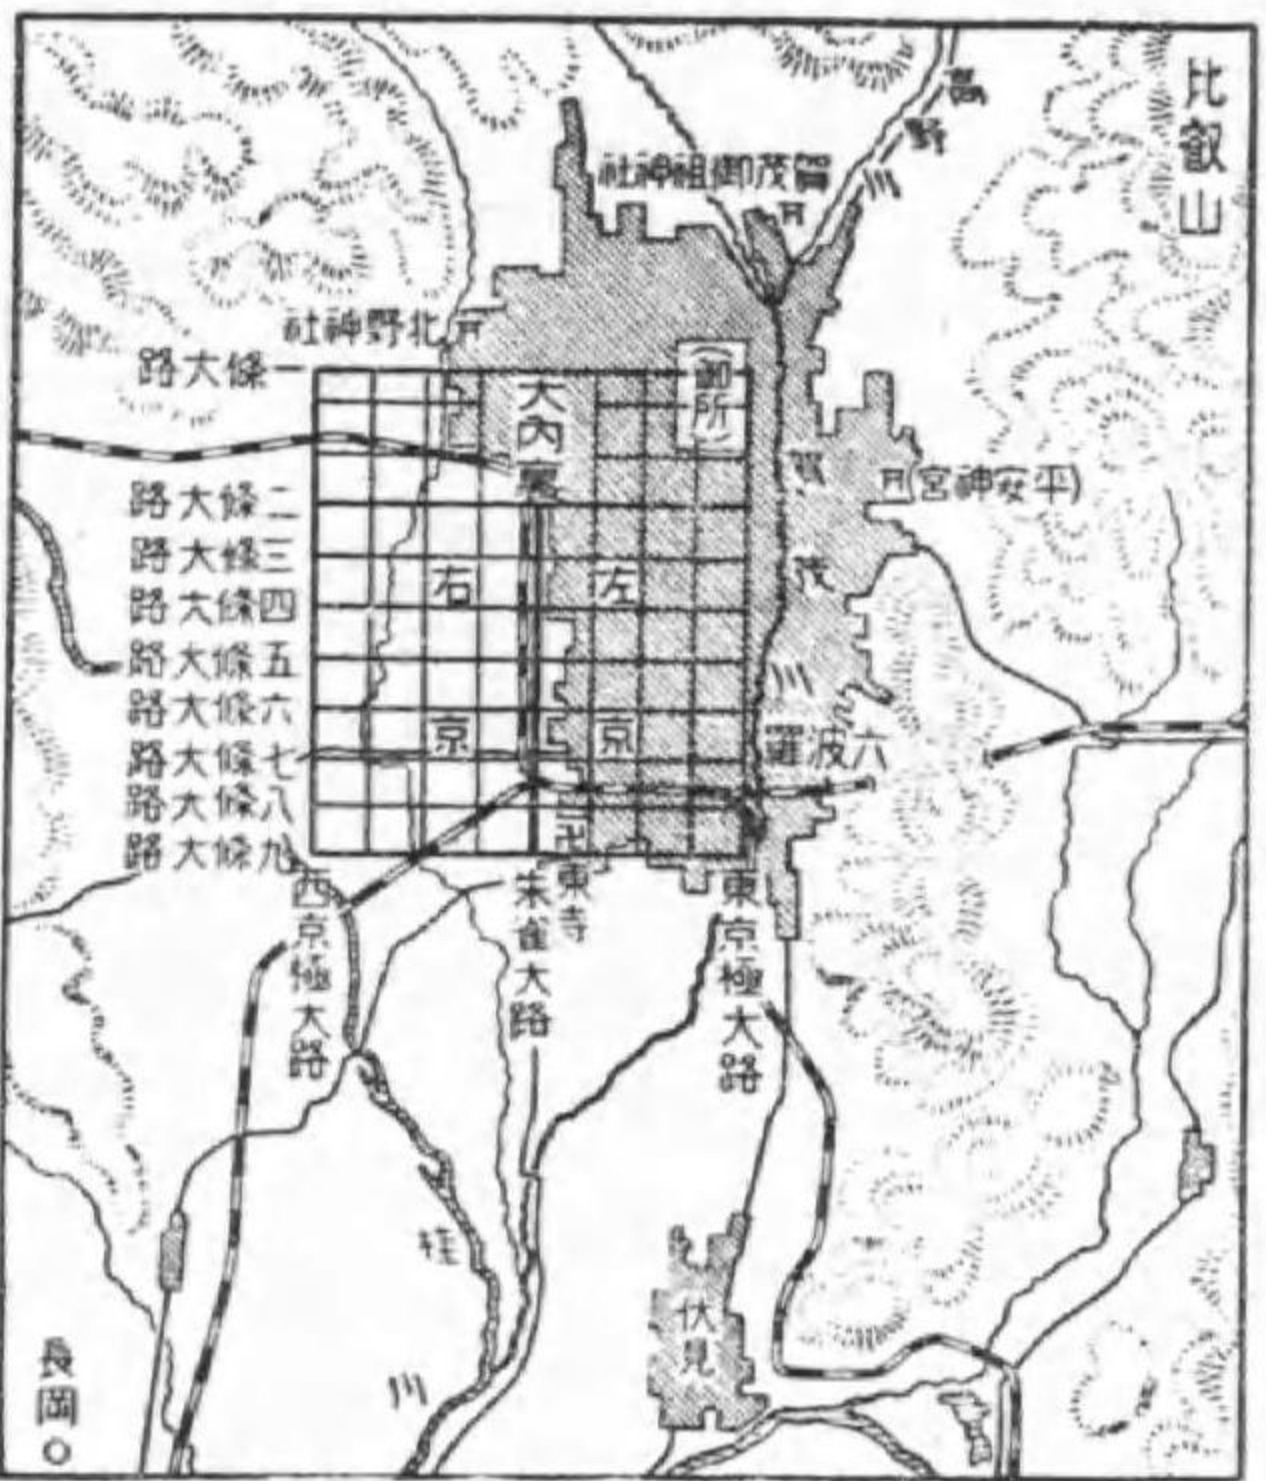 比叡山
高野川
賀茂御祖神社
北野神社
一條大路
(御所)
大內裏
賀茂川
(平安神宮
二條大路
三條大路
四條大路
五條大路
六條大路
七條大路
八條大路
九條大路
左京
右京
六波羅
東寺
東京極大路
朱雀大路
西京極大路
桂川
伏見
長岡